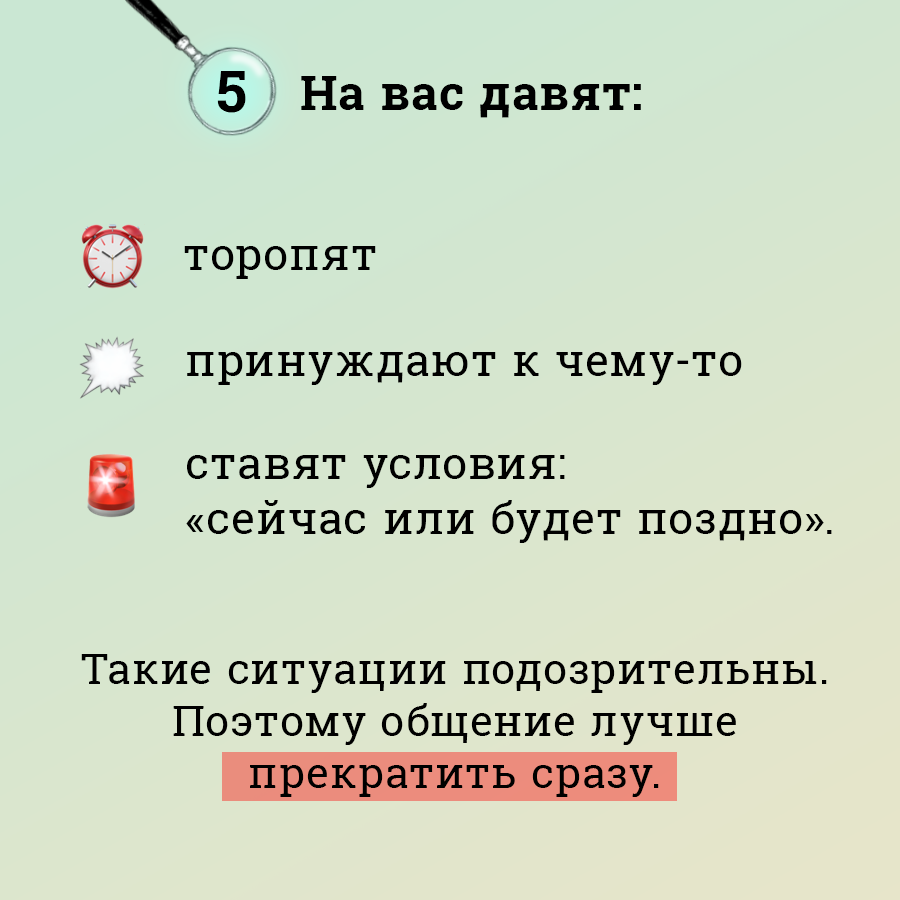 5 На вас давят:
торопят
принуждают к чему-то
ставят условия:
«сейчас или будет поздно».
Такие ситуации подозрительны.
Поэтому общение лучше
прекратить сразу.